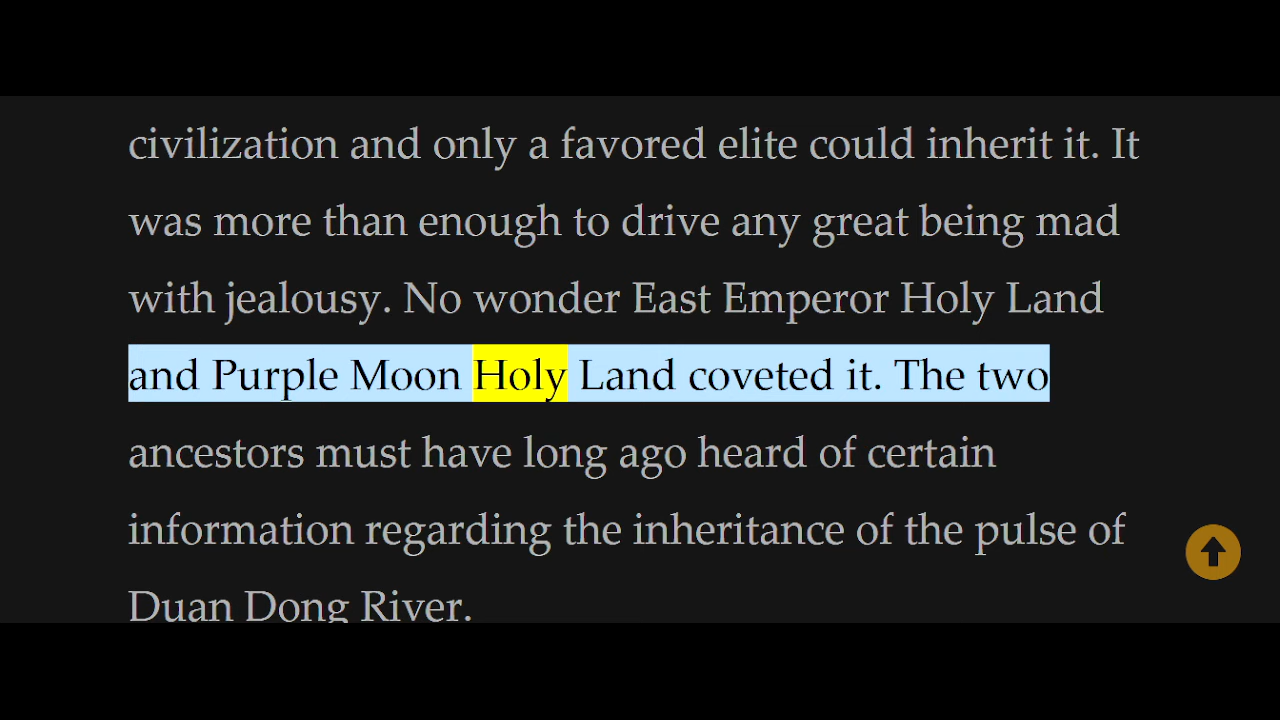 civilization and only a favored elite could inherit it. It
was more than enough to drive any great being mad
with jealousy. No wonder East Emperor Holy Land
and Purple Moon Holy Land coveted it. The two
ancestors must have long ago heard of certain
information regarding the inheritance of the pulse of
Duan Dong River.